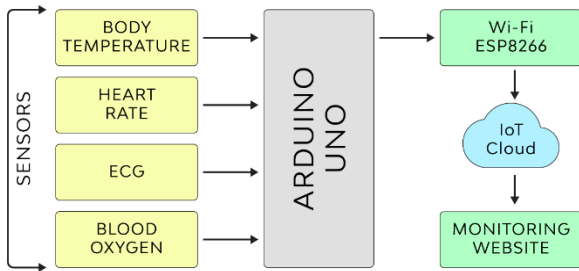 SENSORS
BODY
TEMPERATURE
HEART
RATE
ECG
BLOOD
OXYGEN
ARDUINO
UNO
Wi-Fi
ESP8266
IoT
Cloud
MONITORING
WEBSITE